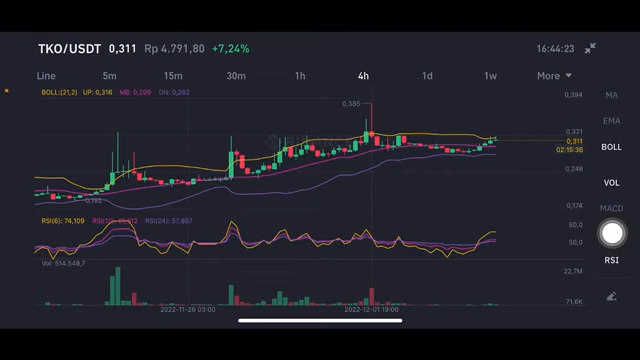 TKO/USDT 0,311 Rp 4.791,80 +7,24% 16:44:23
Line 5m 15m 30m 1h 4h 1d 1w More
BOLL:(21,2) UP: 0,316 MB: 0,299 DN: 0,282
0,394
MA
0,385
EMA
0,321
0,311
02:15:36
BOLL
0,248
VOL
0,192
0,174
MACD
RSI(6): 74,109 RSI(24): 57,687
80,0
50,0
RSI
Vol: 514.548,7
22,7M
71,6K
2022-11-26 03:00 2022-12-01 19:00